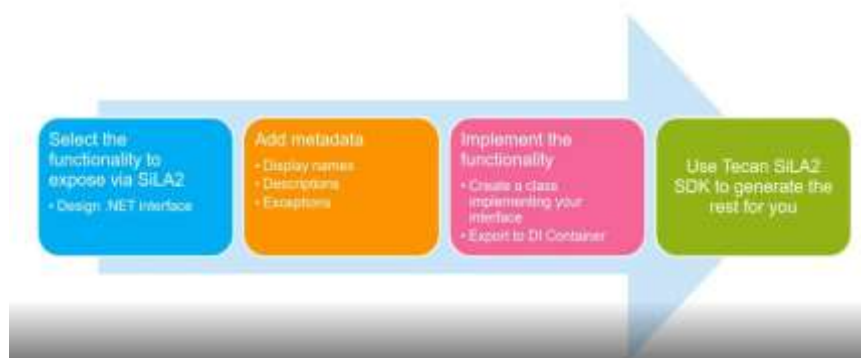 Select the
functionality to
expose via SiLA2
• Design .NET interface
Add metadata
• Display names
• Descriptions
• Exceptions
Implement the
functionality
• Create a class
implementing your
interface
• Export to DI Container
Use Tecan SiLA2
SDK to generate the
rest for you